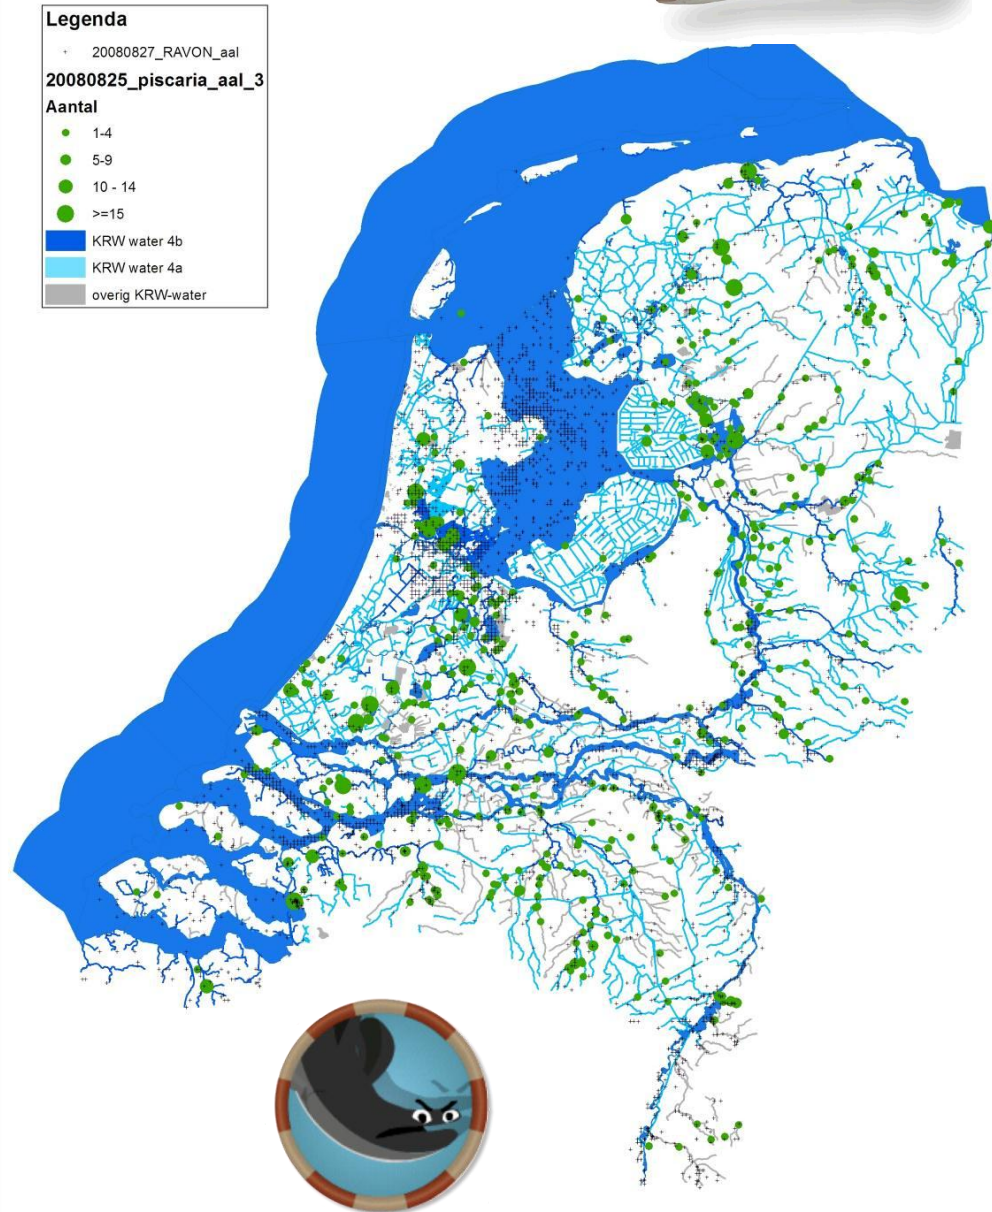 Legenda
20080827_RAVON_aal
20080825_piscaria_aal_3
Aantal
1-4
5-9
10 - 14
>=15
KRW water 4b
KRW water 4a
overig KRW-water